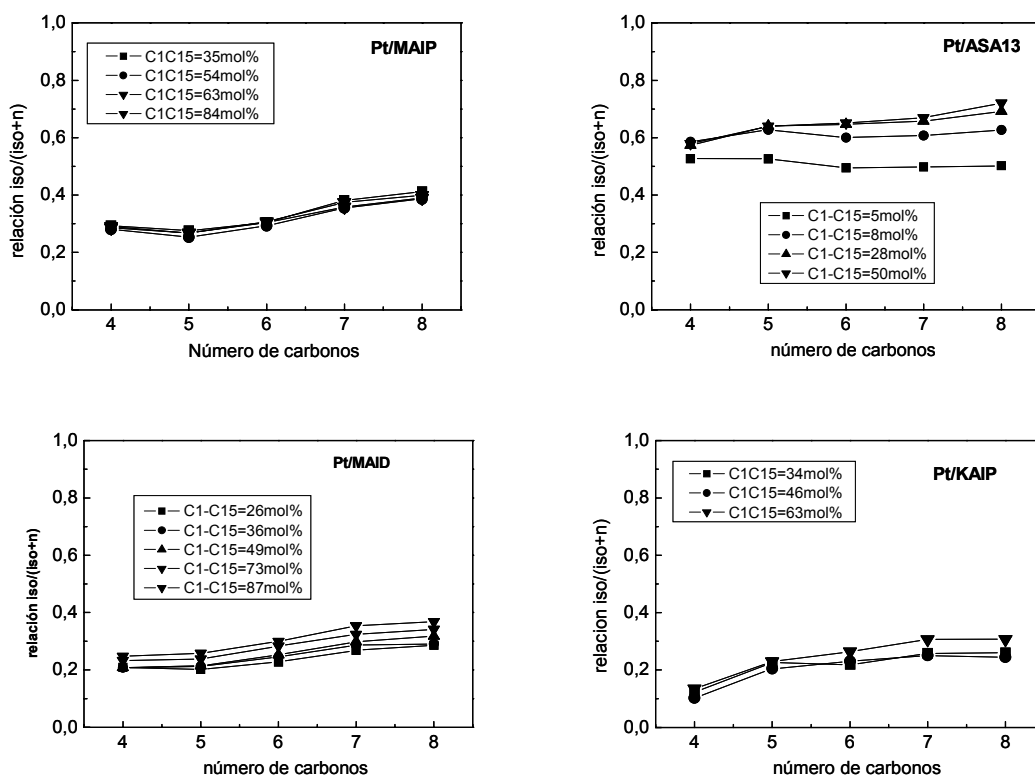 Pt/MAIP
C1C15=35mol%
C1C15=54mol%
C1C15=63mol%
C1C15=84mol%
relación iso/(iso+n)
1,0
0,8
0,6
0,4
0,2
0,0
4 5 6 7 8
Número de carbonos
Pt/ASA13
C1-C15=5mol%
C1-C15=8mol%
C1-C15=28mol%
C1-C15=50mol%
relación iso/(iso+n)
1,0
0,8
0,6
0,4
0,2
0,0
4 5 6 7 8
número de carbonos
Pt/MAID
C1-C15=26mol%
C1-C15=36mol%
C1-C15=49mol%
C1-C15=73mol%
C1-C15=87mol%
relación iso/(iso+n)
1,0
0,8
0,6
0,4
0,2
0,0
4 5 6 7 8
número de carbonos
Pt/KAIP
C1C15=34mol%
C1C15=46mol%
C1C15=63mol%
relacion iso/(iso+n)
1,0
0,8
0,6
0,4
0,2
0,0
4 5 6 7 8
número de carbonos